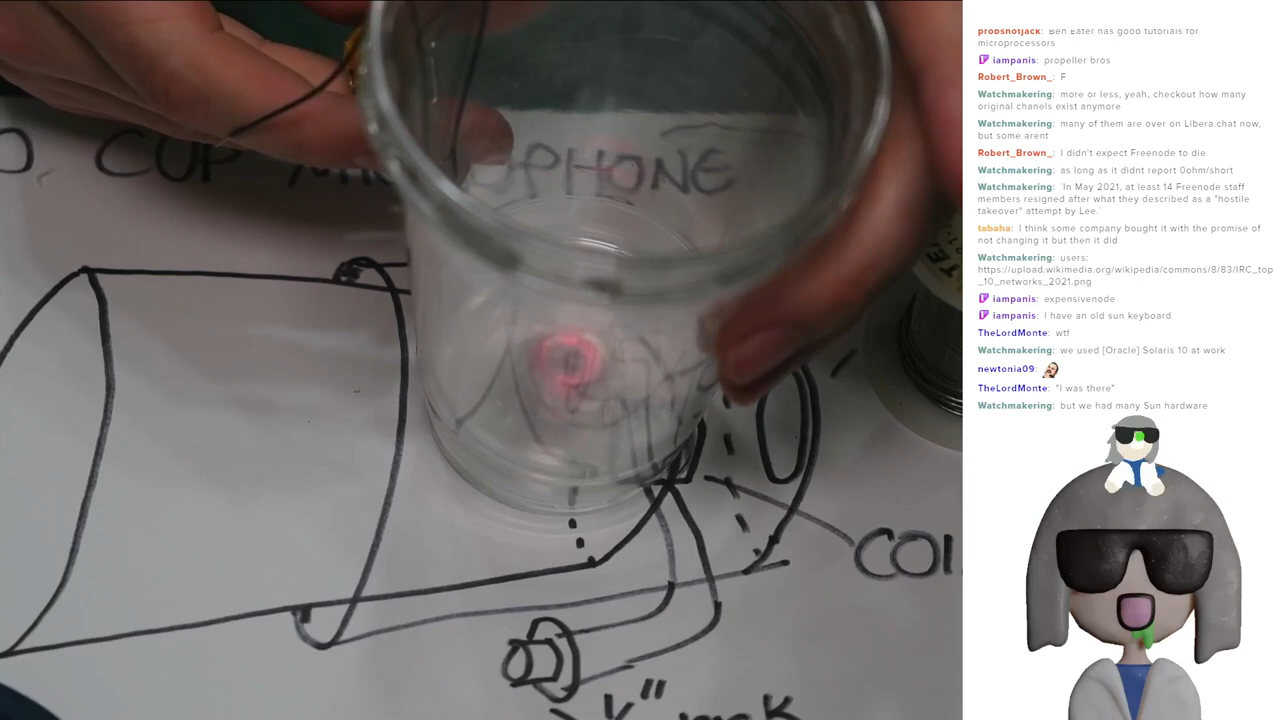 CUP
PHONE
COI
1/4" jack
probsnotjack: Ben Eater has good tutorials for
microprocessors
iampanis: propeller bros
Robert_Brown_: F
Watchmakering: more or less, yeah, checkout how many
original chanels exist anymore
Watchmakering: many of them are over on Libera.chat now,
but some arent
Robert_Brown_: I didn't expect Freenode to die
Watchmakering: as long as it didnt report 0ohm/short
Watchmakering: `In May 2021, at least 14 Freenode staff
members resigned after what they described as a "hostile
takeover" attempt by Lee.`
tabaha: I think some company bought it with the promise of
not changing it but then it did
Watchmakering: users:
https://upload.wikimedia.org/wikipedia/commons/8/83/IRC_top
_10_networks_2021.png
iampanis: expensivenode
iampanis: I have an old sun keyboard
TheLordMonte: wtf
Watchmakering: we used [Oracle] Solaris 10 at work
newtonia09:
TheLordMonte: "I was there"
Watchmakering: but we had many Sun hardware